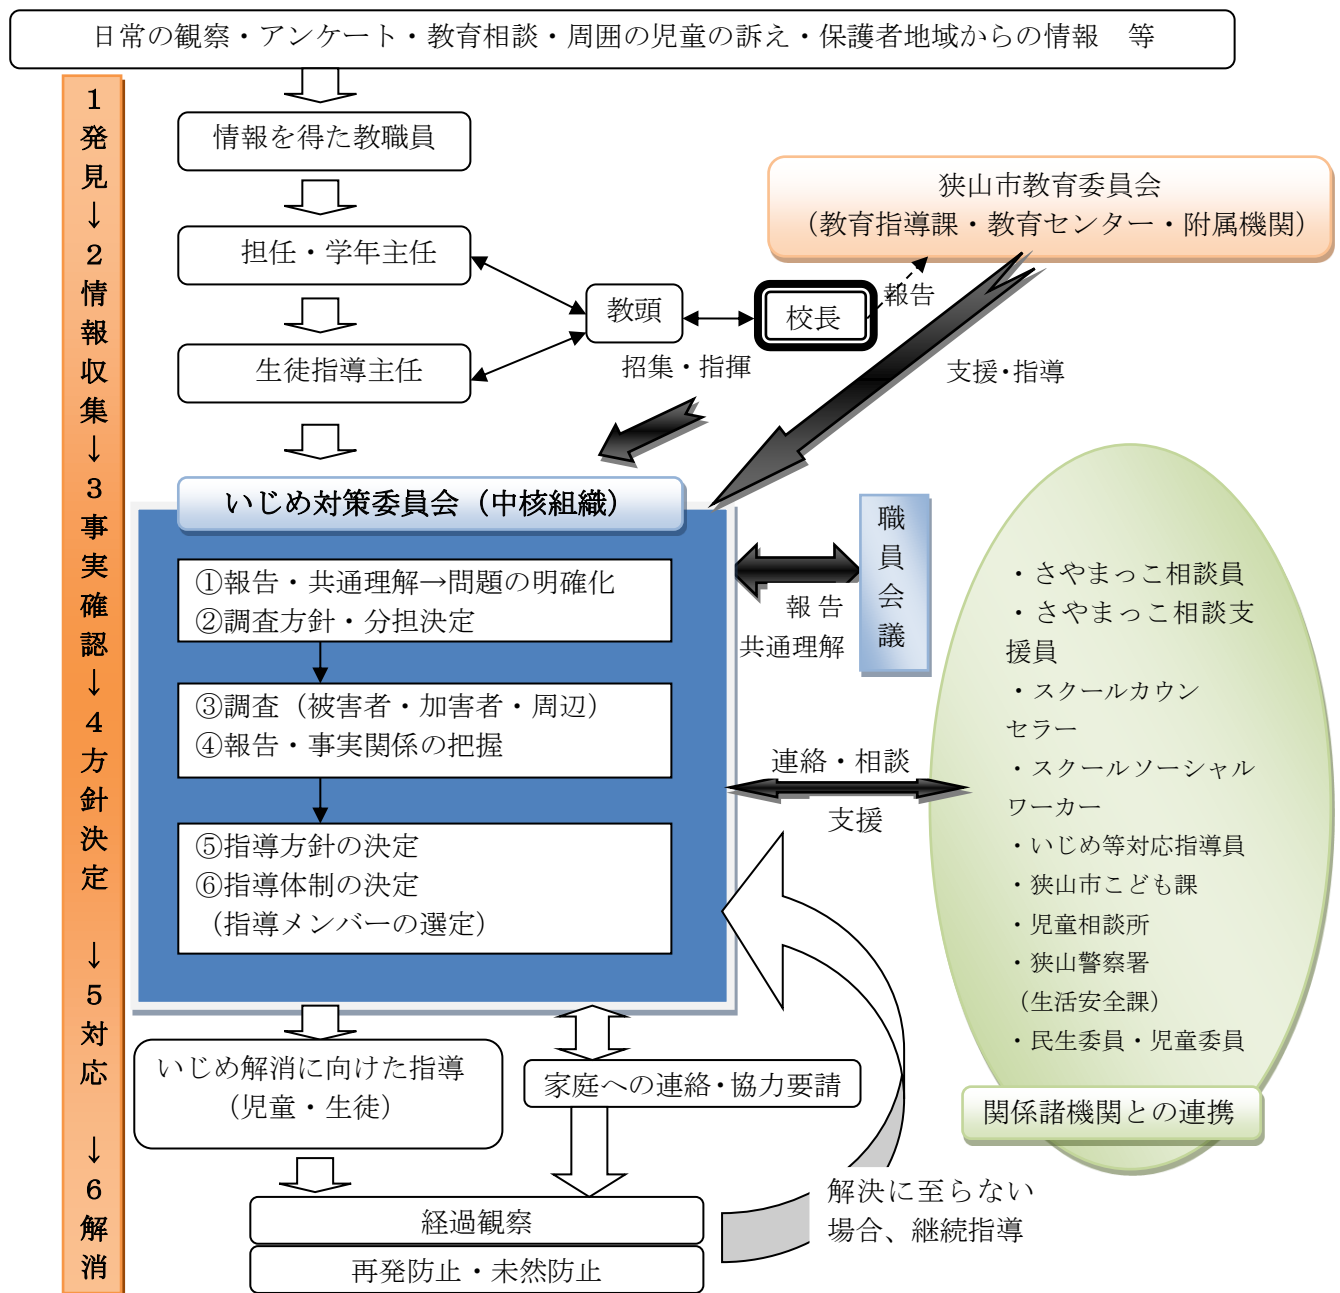 日常の観察・アンケート・教育相談・周囲の児童の訴え・保護者地域からの情報　等
1発見↓2情報収集↓3事実確認↓4方針決定　↓5対応　↓6解消
情報を得た教職員
狭山市教育委員会
（教育指導課・教育センター・附属機関）
担任・学年主任
報告
教頭
校長
生徒指導主任
招集・指揮
支援・指導
いじめ対策委員会（中核組織）
①報告・共通理解→問題の明確化
②調査方針・分担決定
③調査（被害者・加害者・周辺）
④報告・事実関係の把握
⑤指導方針の決定
⑥指導体制の決定
（指導メンバーの選定）
職員会議
報 告
共通理解
連絡・相談
支援
・さやまっこ相談員
・さやまっこ相談支
援員
・スクールカウン
セラー
・スクールソーシャル
ワーカー
・いじめ等対応指導員
・狭山市こども課
・児童相談所
・狭山警察署
（生活安全課）
・民生委員・児童委員
関係諸機関との連携
いじめ解消に向けた指導
（児童・生徒）
家庭への連絡・協力要請
解決に至らない
場合、継続指導
経過観察
再発防止・未然防止